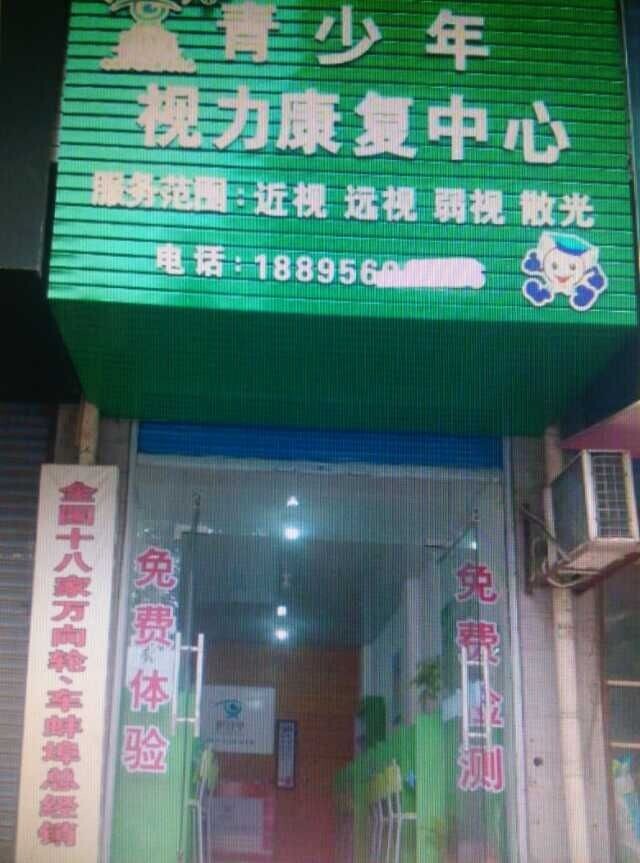 青少年
视力康复中心
服务范围：近视 远视 弱视 散光
电话：188956
全国十八家万向轮、车蚌埠总经销
免费体验
免费检测